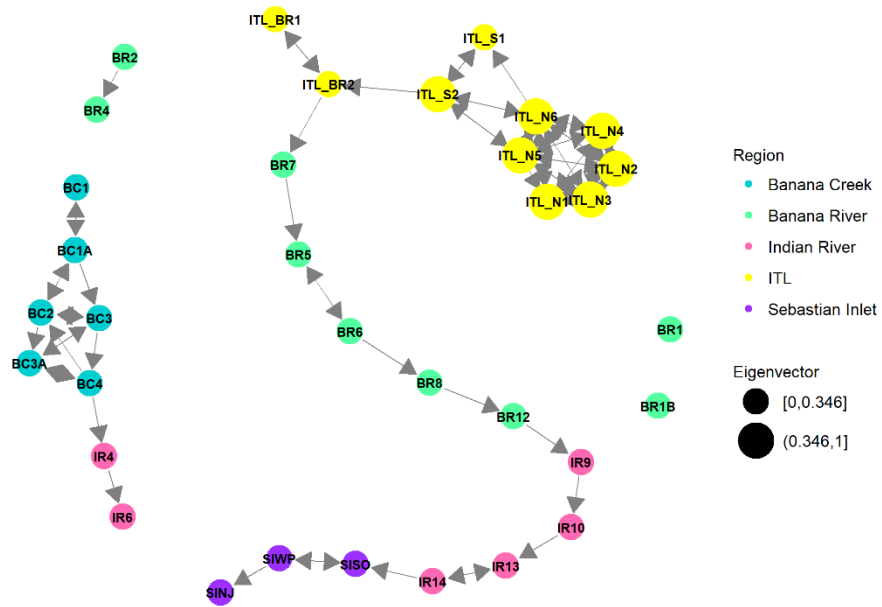 ITL_BR1
ITL_S1
BR2
ITL_BR2
ITL_S2
BR4
ITL_N6
ITL_N4
ITL_N5
ITL_N2
BR7
ITL_N1
ITL_N3
BC1
BC1A
BR5
BC2
BC3
BR6
BR1
BC3A
BC4
BR8
BR1B
BR12
IR4
IR9
IR6
IR10
SIWP
SISO
IR13
IR14
SINJ
Region
Banana Creek
Banana River
Indian River
ITL
Sebastian Inlet
Eigenvector
[0,0.346]
(0.346,1]